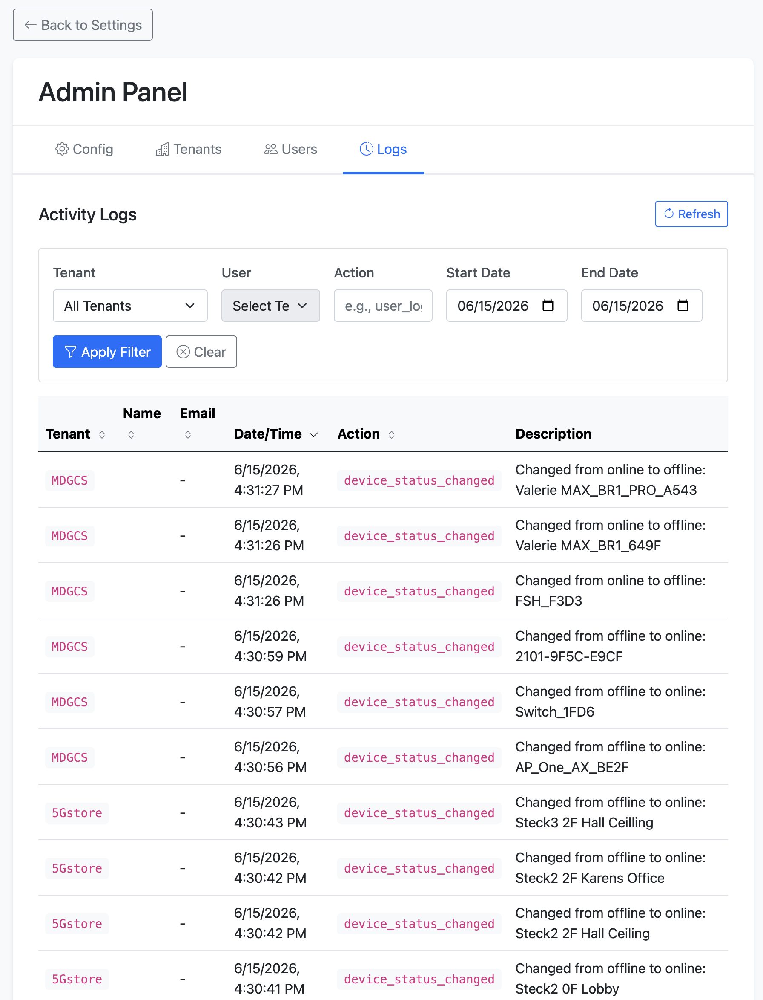 ← Back to Settings
Admin Panel
Config Tenants Users Logs
Activity Logs
Refresh
Tenant User Action Start Date End Date
All Tenants Select Te e.g., user_log 06/15/2026 06/15/2026
Apply Filter Clear
Tenant Name Email Date/Time Action Description
MDGCS - 6/15/2026, device_status_changed Changed from online to offline:
4:31:27 PM Valerie MAX_BR1_PRO_A543
MDGCS - 6/15/2026, device_status_changed Changed from online to offline:
4:31:26 PM Valerie MAX_BR1_649F
MDGCS - 6/15/2026, device_status_changed Changed from online to offline:
4:31:26 PM FSH_F3D3
MDGCS - 6/15/2026, device_status_changed Changed from offline to online:
4:30:59 PM 2101-9F5C-E9CF
MDGCS - 6/15/2026, device_status_changed Changed from offline to online:
4:30:57 PM Switch_1FD6
MDGCS - 6/15/2026, device_status_changed Changed from offline to online:
4:30:56 PM AP_One_AX_BE2F
5Gstore - 6/15/2026, device_status_changed Changed from offline to online:
4:30:43 PM Steck3 2F Hall Ceilling
5Gstore - 6/15/2026, device_status_changed Changed from offline to online:
4:30:42 PM Steck2 2F Karens Office
5Gstore - 6/15/2026, device_status_changed Changed from offline to online:
4:30:42 PM Steck2 2F Hall Ceiling
5Gstore - 6/15/2026, device_status_changed Changed from offline to online:
4:30:41 PM Steck2 0F Lobby